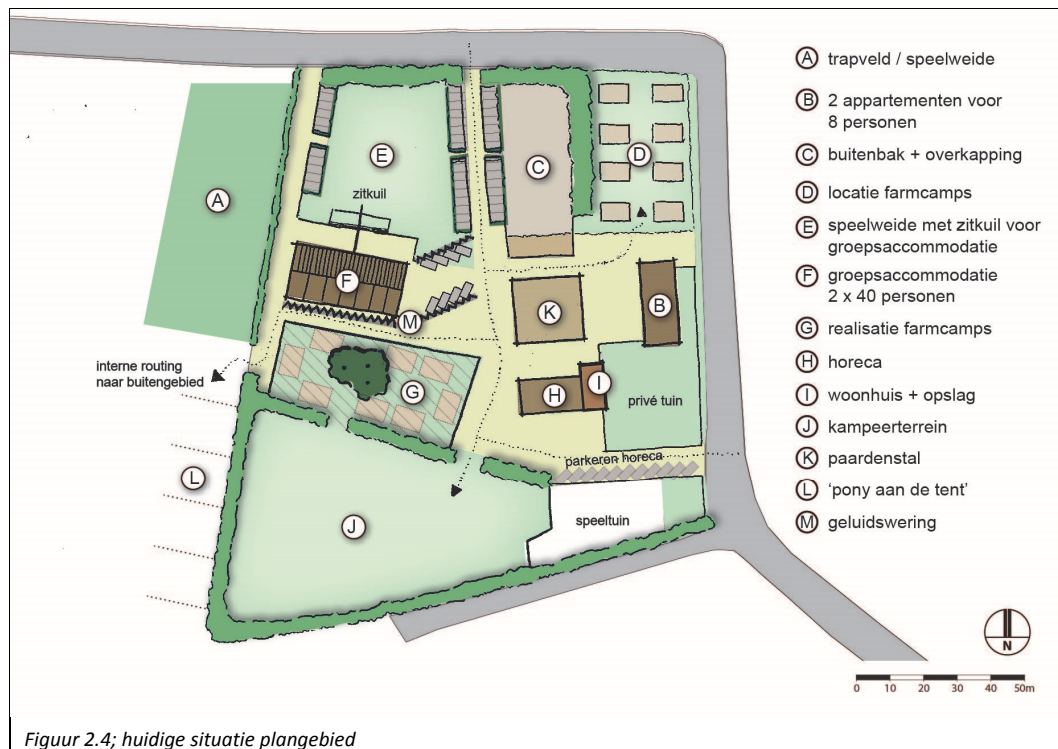 A
E
zitkuil
C
D
F
M
K
B
interne routing
naar buitengebied
G
H
I
privé tuin
parkeren horeca
L
J
speeltuin
A trapveld / speelweide
B 2 appartementen voor
8 personen
C buitenbak + overkapping
D locatie farmcamps
E speelweide met zitkuil voor
groepsaccommodatie
F groepsaccommodatie
2 x 40 personen
G realisatie farmcamps
H horeca
I woonhuis + opslag
J kampeerterrein
K paardenstal
L ‘pony aan de tent’
M geluidswering
N
0 10 20 30 40 50m
Figuur 2.4; huidige situatie plangebied